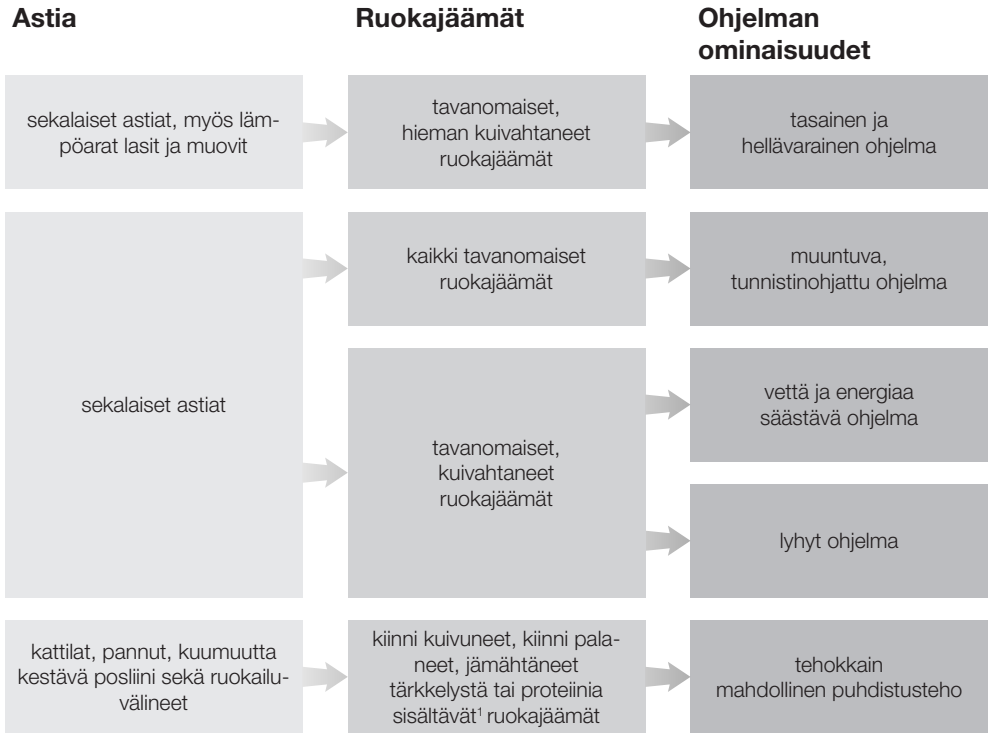 Astia
Ruokajäämät
Ohjelman
ominaisuudet
sekalaiset astiat, myös läm-
pöarat lasit ja muovit
tavanomaiset,
hieman kuivahtaneet
ruokajäämät
tasainen ja
hellävarainen ohjelma
sekalaiset astiat
kaikki tavanomaiset
ruokajäämät
muuntuva,
tunnistinohjattu ohjelma
tavanomaiset,
kuivahtaneet
ruokajäämät
vettä ja energiaa
säästävä ohjelma
lyhyt ohjelma
kattilat, pannut, kuumuutta
kestävä posliini sekä ruokailu-
välineet
kiinni kuivuneet, kiinni pala-
neet, jämähtäneet
tärkkelystä tai proteiinia
sisältävät¹ ruokajäämät
tehokkain
mahdollinen puhdistusteho